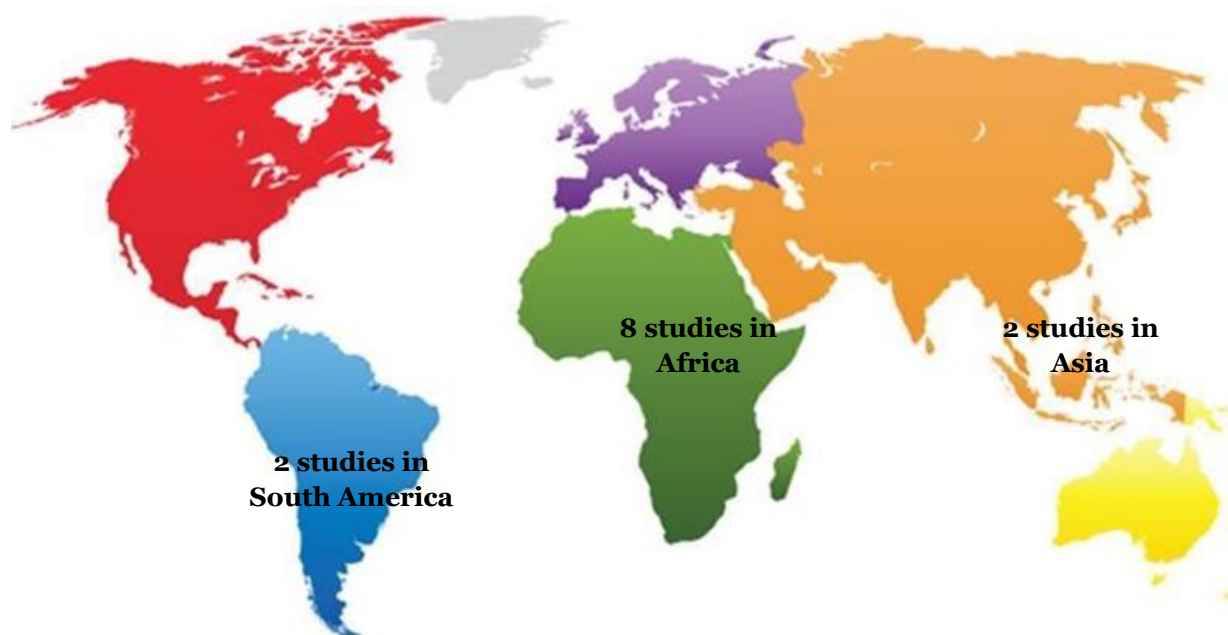 8 studies in
Africa
2 studies in
Asia
2 studies in
South America